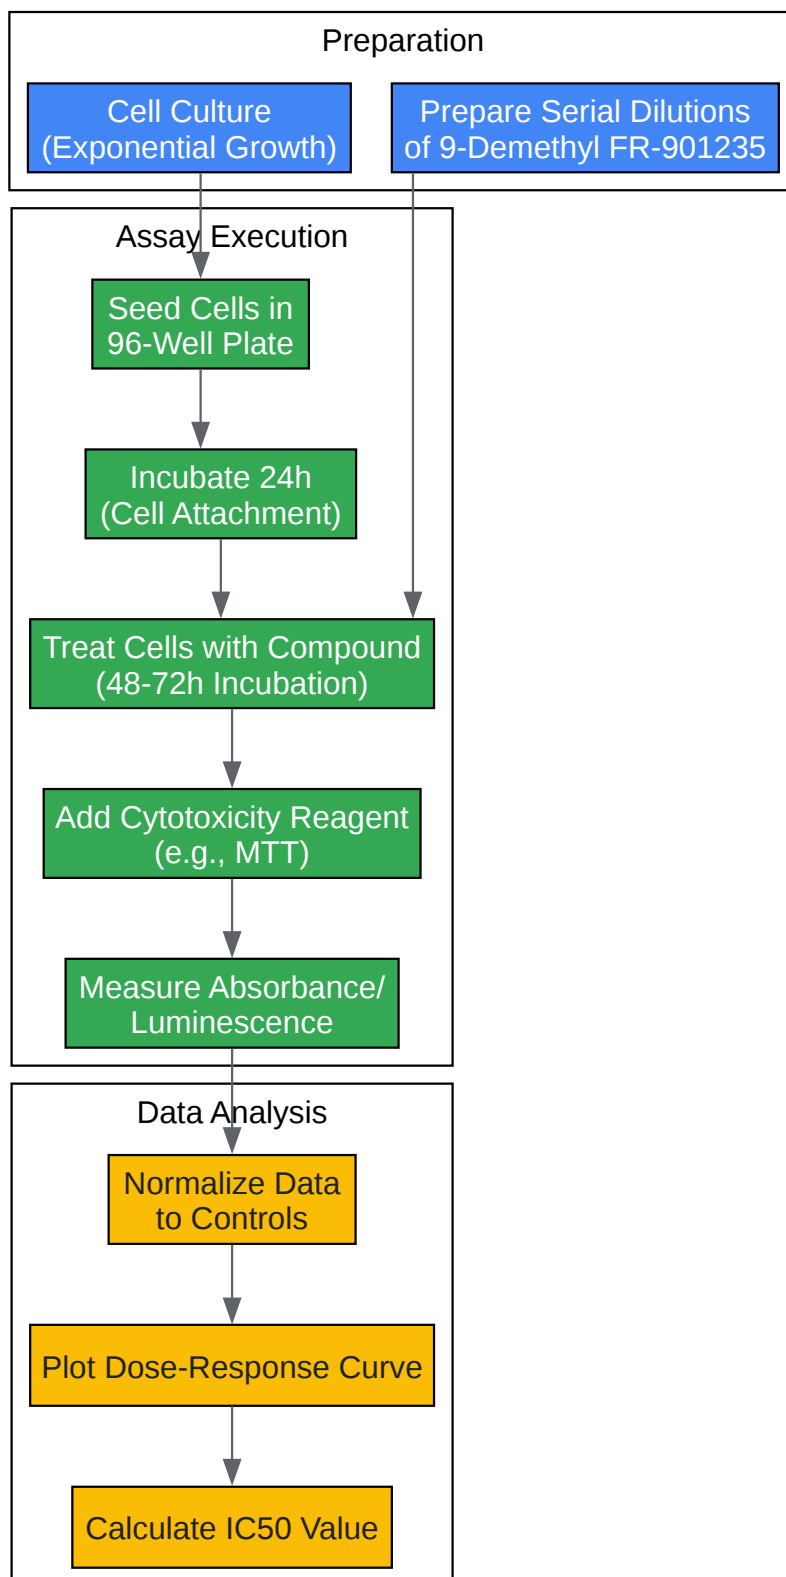 Preparation
Cell Culture
(Exponential Growth)
Prepare Serial Dilutions
of 9-Demethyl FR-901235
Assay Execution
Seed Cells in
96-Well Plate
Incubate 24h
(Cell Attachment)
Treat Cells with Compound
(48-72h Incubation)
Add Cytotoxicity Reagent
(e.g., MTT)
Measure Absorbance/
Luminescence
Data Analysis
Normalize Data
to Controls
Plot Dose-Response Curve
Calculate IC50 Value